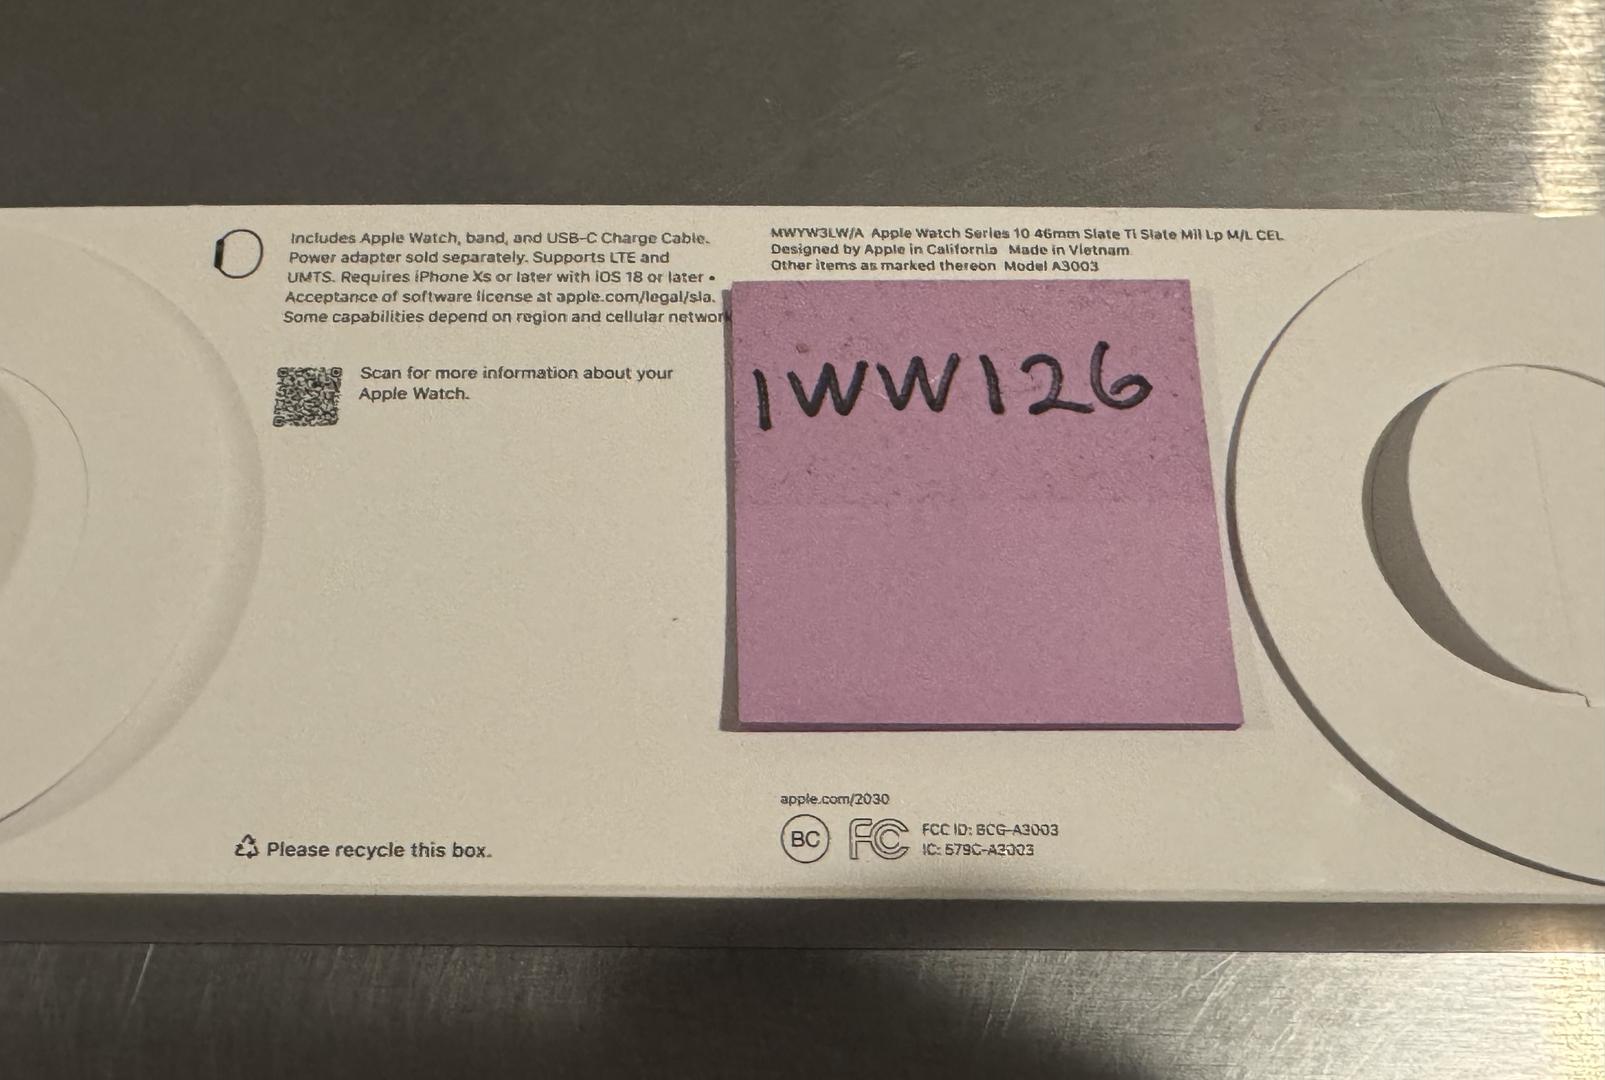 Includes Apple Watch, band, and USB-C Charge Cable.
Power adapter sold separately. Supports LTE and
UMTS. Requires iPhone Xs or later with iOS 18 or later •
Acceptance of software license at apple.com/legal/sla.
Some capabilities depend on region and cellular network
Scan for more information about your
Apple Watch.
Please recycle this box.
MWYW3LW/A Apple Watch Series 10 46mm Slate Ti Slate Mil Lp M/L CEL
Designed by Apple in California Made in Vietnam
Other items as marked thereon Model A3003
1WW126
apple.com/2030
BC FC FCC ID: BCG-A3003
IC: 579C-A3003